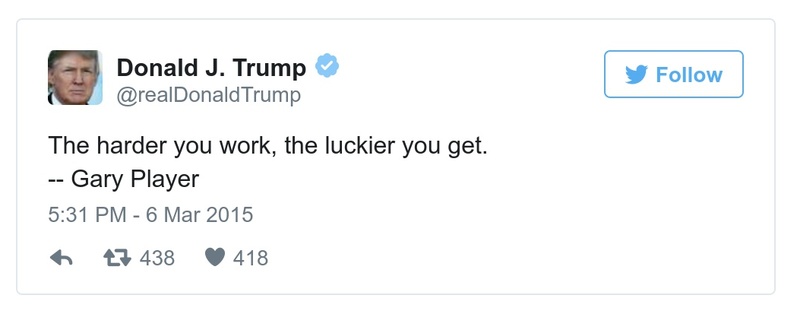 Donald J. Trump
@realDonaldTrump
Follow
The harder you work, the luckier you get.
-- Gary Player
5:31 PM - 6 Mar 2015
438 418